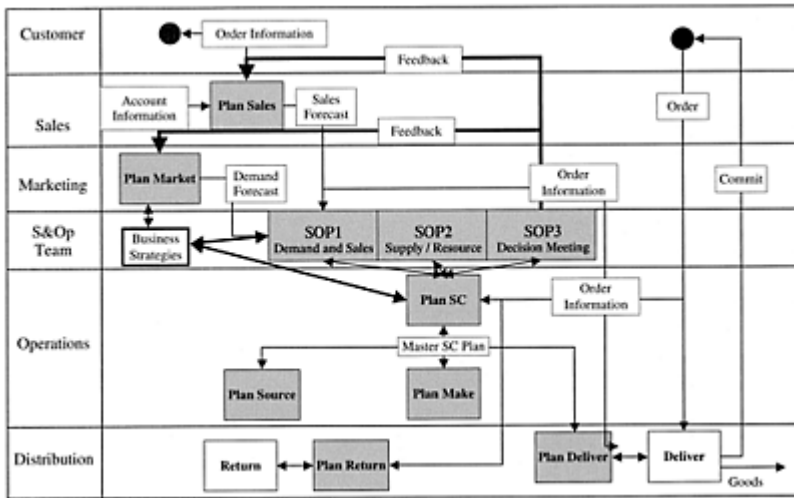 Customer
Order Information
Feedback
Sales
Account
Information
Plan Sales
Sales
Forecast
Order
Feedback
Marketing
Plan Market
Demand
Forecast
Order
Information
Commit
S&Op
Team
Business
Strategies
SOP1
Demand and Sales
SOP2
Supply / Resource
SOP3
Decision Meeting
Operations
Plan SC
Order
Information
Master SC Plan
Plan Source
Plan Make
Distribution
Return
Plan Return
Plan Deliver
Deliver
Goods